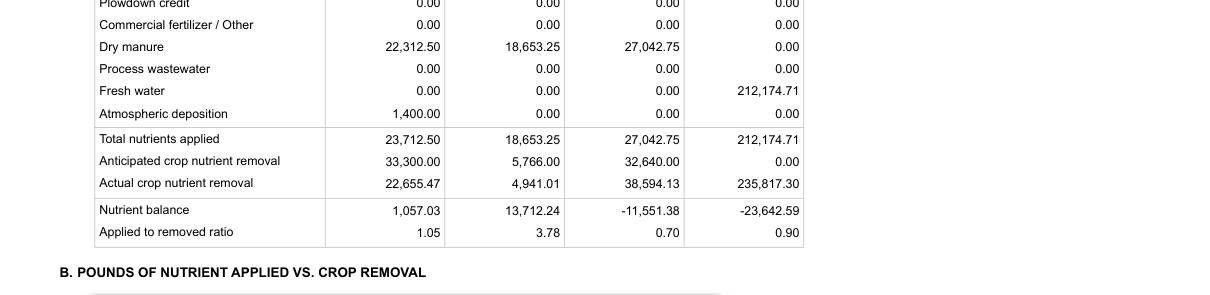 Plowdown credit 0.00 0.00 0.00 0.00
Commercial fertilizer / Other 0.00 0.00 0.00 0.00
Dry manure 22,312.50 18,653.25 27,042.75 0.00
Process wastewater 0.00 0.00 0.00 0.00
Fresh water 0.00 0.00 0.00 212,174.71
Atmospheric deposition 1,400.00 0.00 0.00 0.00
Total nutrients applied 23,712.50 18,653.25 27,042.75 212,174.71
Anticipated crop nutrient removal 33,300.00 5,766.00 32,640.00 0.00
Actual crop nutrient removal 22,655.47 4,941.01 38,594.13 235,817.30
Nutrient balance 1,057.03 13,712.24 -11,551.38 -23,642.59
Applied to removed ratio 1.05 3.78 0.70 0.90
B. POUNDS OF NUTRIENT APPLIED VS. CROP REMOVAL